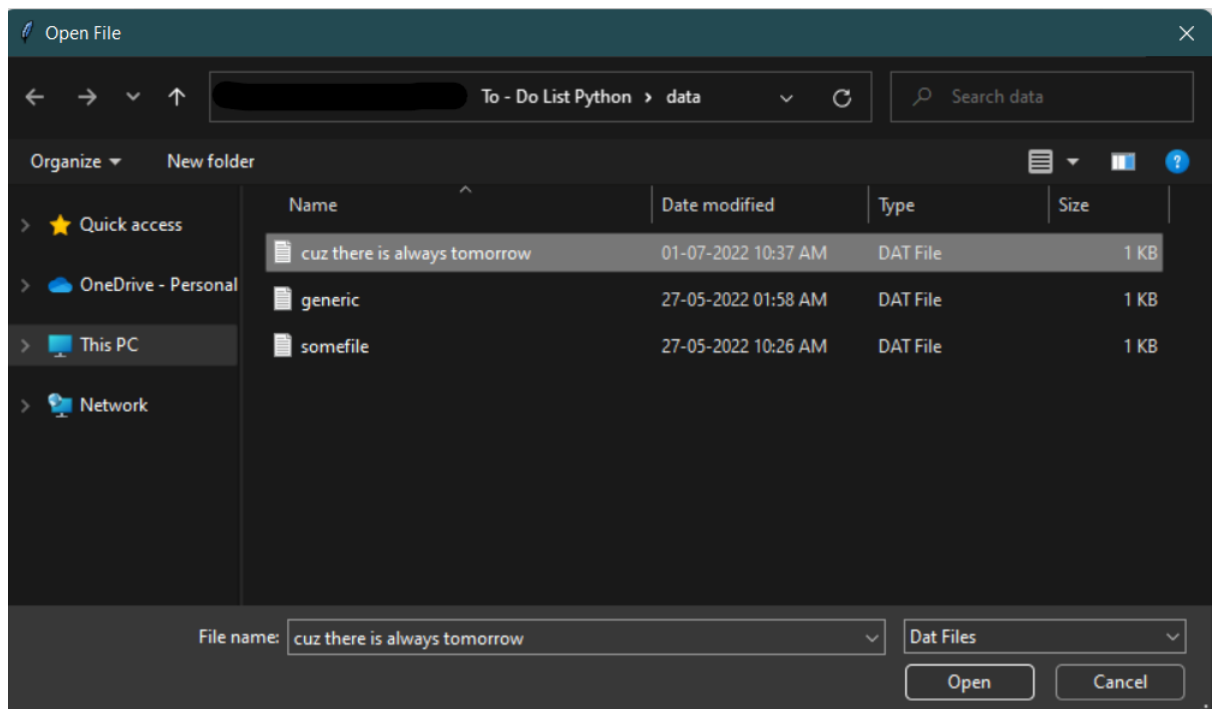 Open File
To - Do List Python › data
Search data
Organize
New folder
Name Date modified Type Size
Quick access
OneDrive - Personal
This PC
Network
cuz there is always tomorrow 01-07-2022 10:37 AM DAT File 1 KB
generic 27-05-2022 01:58 AM DAT File 1 KB
somefile 27-05-2022 10:26 AM DAT File 1 KB
File name: cuz there is always tomorrow Dat Files
Open Cancel